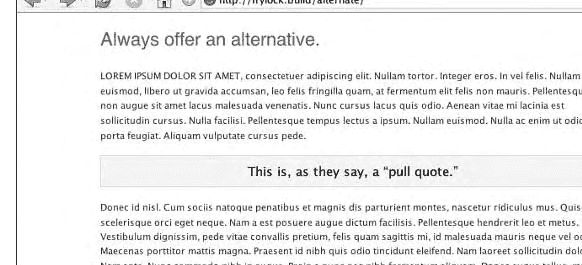 http://frylock.build/alternate/
Always offer an alternative.
LOREM IPSUM DOLOR SIT AMET, consectetuer adipiscing elit. Nullam tortor. Integer eros. In vel felis. Nullam
euismod, libero ut gravida accumsan, leo felis fringilla quam, at fermentum elit felis non mauris. Pellentesqu
non augue sit amet lacus malesuada venenatis. Nunc cursus lacus quis odio. Aenean vitae mi lacinia est
sollicitudin cursus. Nulla facilisi. Pellentesque tempus lectus a ipsum. Nullam euismod. Nulla ac enim ut odio
porta feugiat. Aliquam vulputate cursus pede.
This is, as they say, a “pull quote.”
Donec id nisl. Cum sociis natoque penatibus et magnis dis parturient montes, nascetur ridiculus mus. Quis
scelerisque orci eget neque. Nam a est posuere augue dictum facilisis. Pellentesque hendrerit leo et metus.
Vestibulum dignissim, pede vitae convallis pretium, felis quam sagittis mi, id malesuada mauris neque vel od
Maecenas porttitor mattis magna. Praesent id nibh quis odio tincidunt eleifend. Nam laoreet sollicitudin dolo